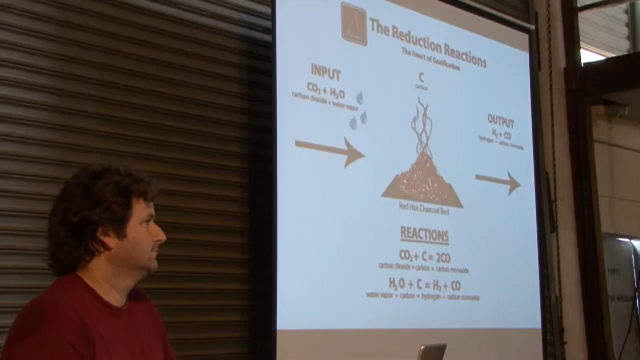 The Reduction Reactions
The Heart of Gasification
INPUT
CO₂ + H₂O
carbon dioxide + water vapor
C
carbon
OUTPUT
H₂ + CO
hydrogen + carbon monoxide
Red Hot Charcoal Bed
REACTIONS
CO₂ + C = 2CO
carbon dioxide + carbon = carbon monoxide
H₂O + C = H₂ + CO
water vapor + carbon = hydrogen + carbon monoxide